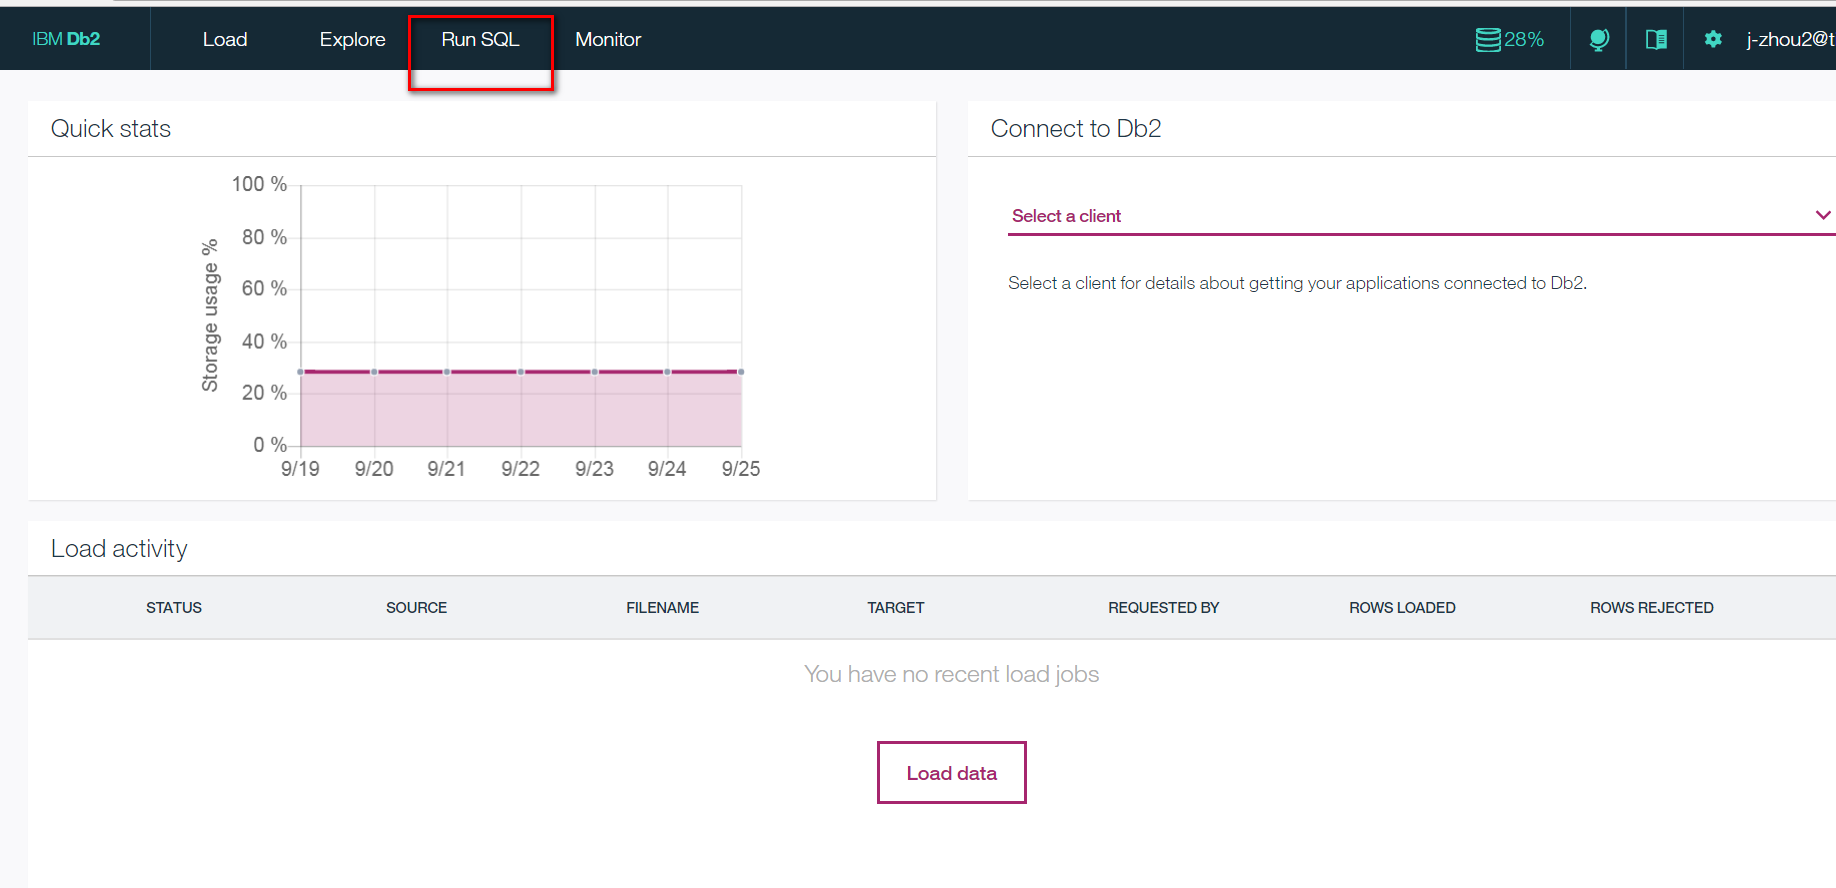 IBM Db2 Load Explore Run SQL Monitor 28% j-zhou2@t
Quick stats
100 %
80 %
60 %
40 %
20 %
0 %
Storage usage %
9/19 9/20 9/21 9/22 9/23 9/24 9/25
Connect to Db2
Select a client
Select a client for details about getting your applications connected to Db2.
Load activity
STATUS SOURCE FILENAME TARGET REQUESTED BY ROWS LOADED ROWS REJECTED
You have no recent load jobs
Load data